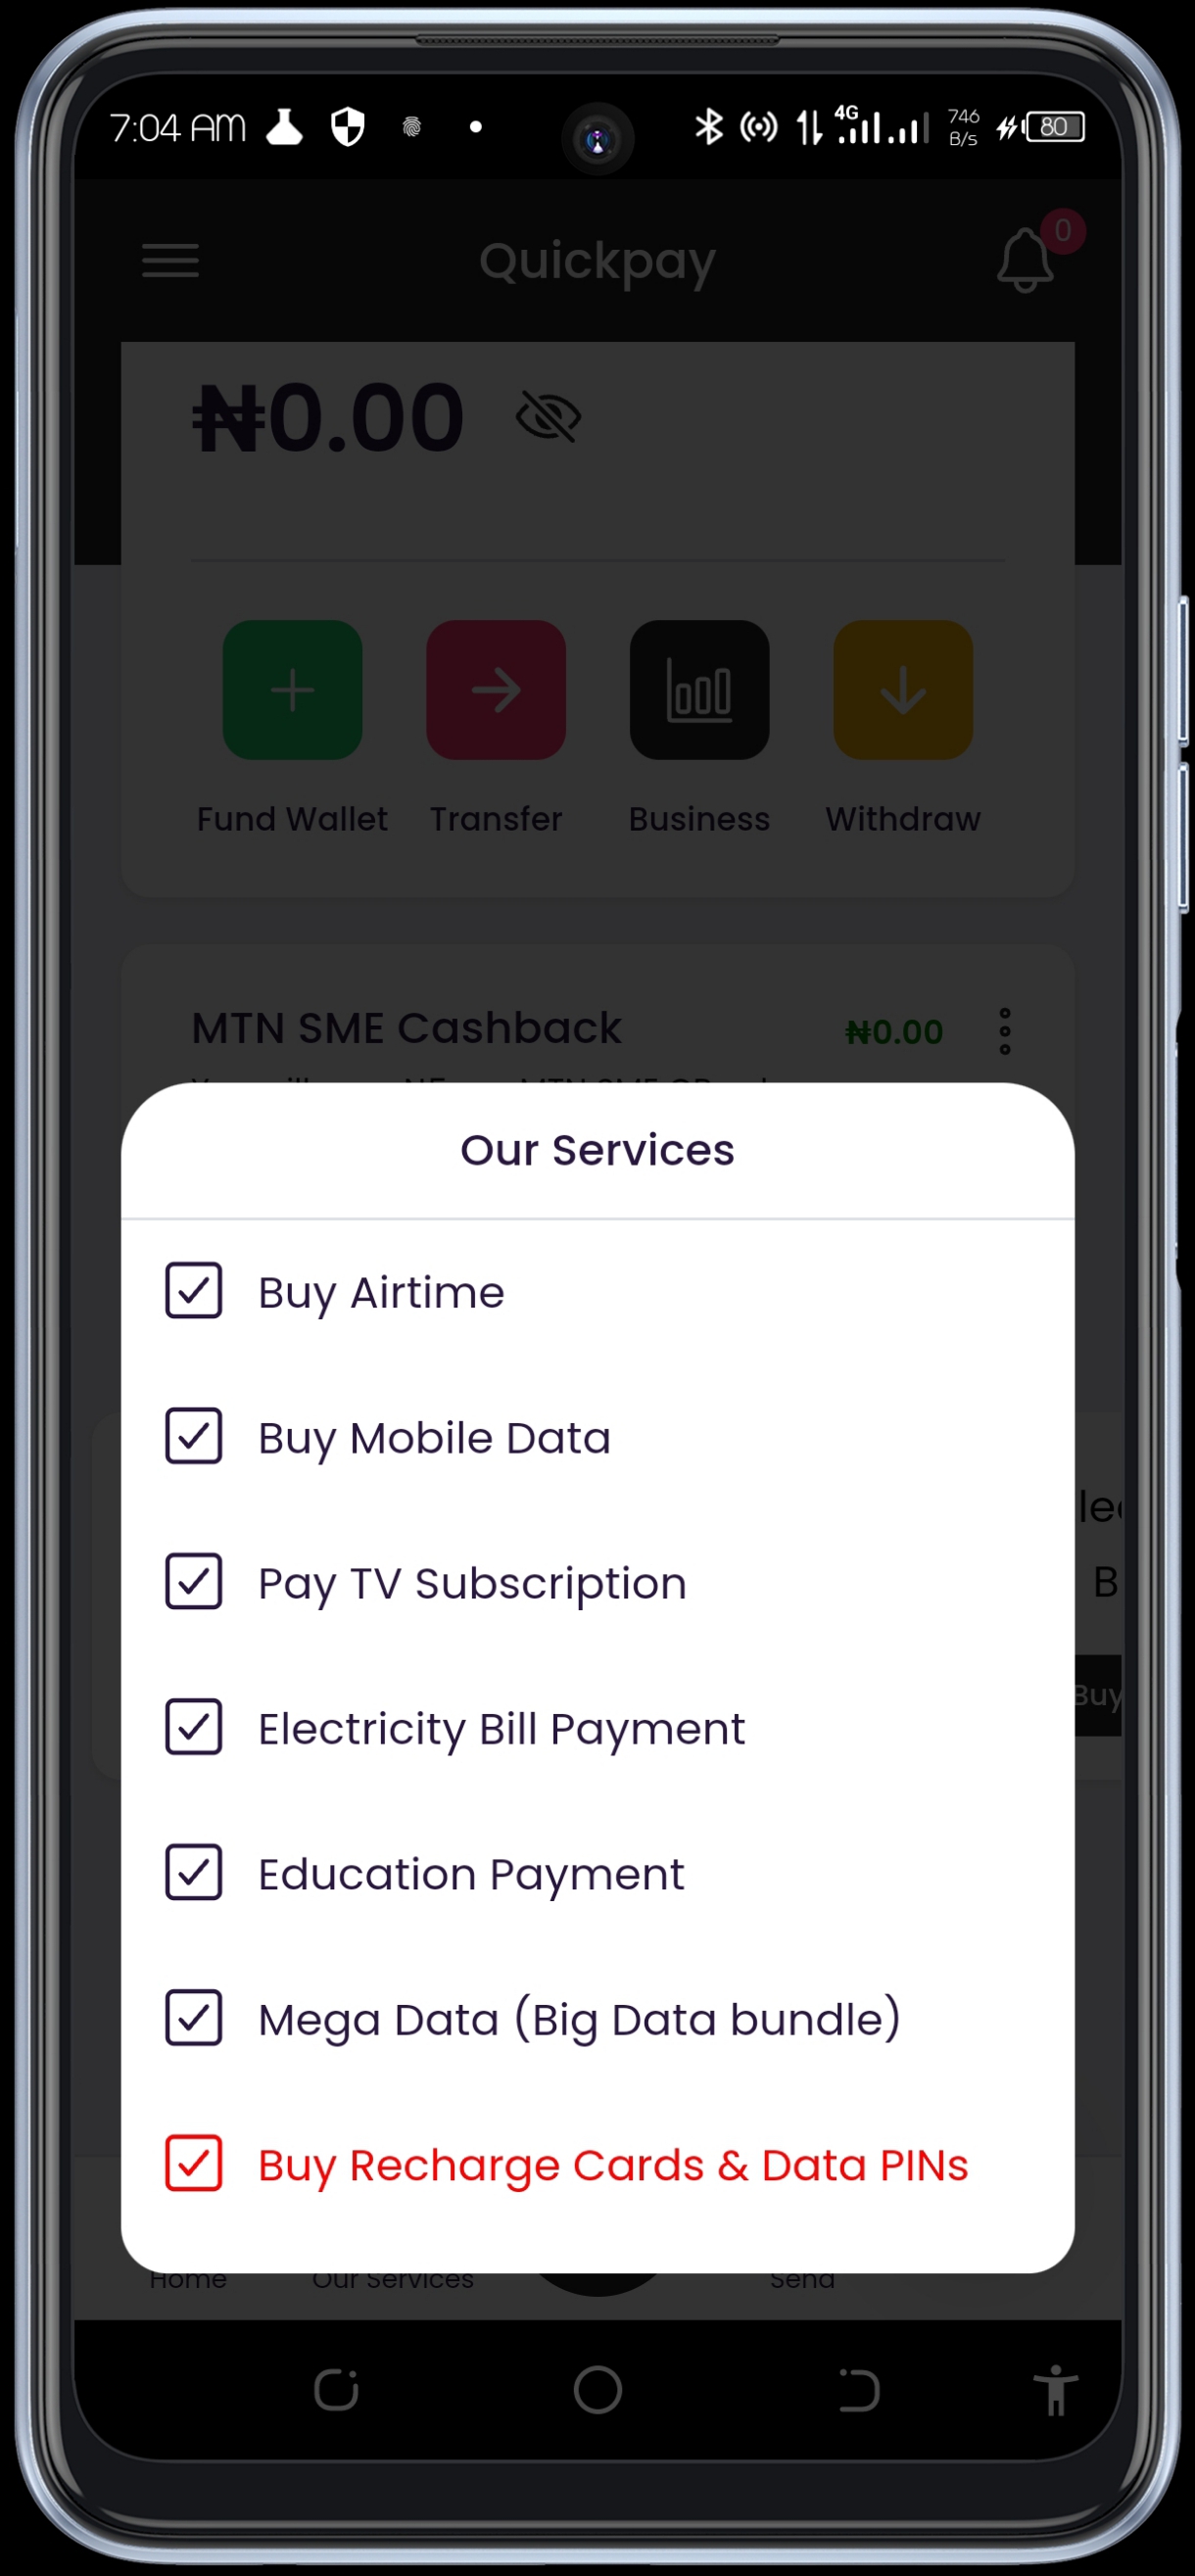 7:04 AM
4G
746
B/s
80
Quickpay
0
₦0.00
Fund Wallet Transfer Business Withdraw
MTN SME Cashback ₦0.00
Our Services
Buy Airtime
Buy Mobile Data
Pay TV Subscription
Electricity Bill Payment
Education Payment
Mega Data (Big Data bundle)
Buy Recharge Cards & Data PINs
B
Buy
Home Our Services Send